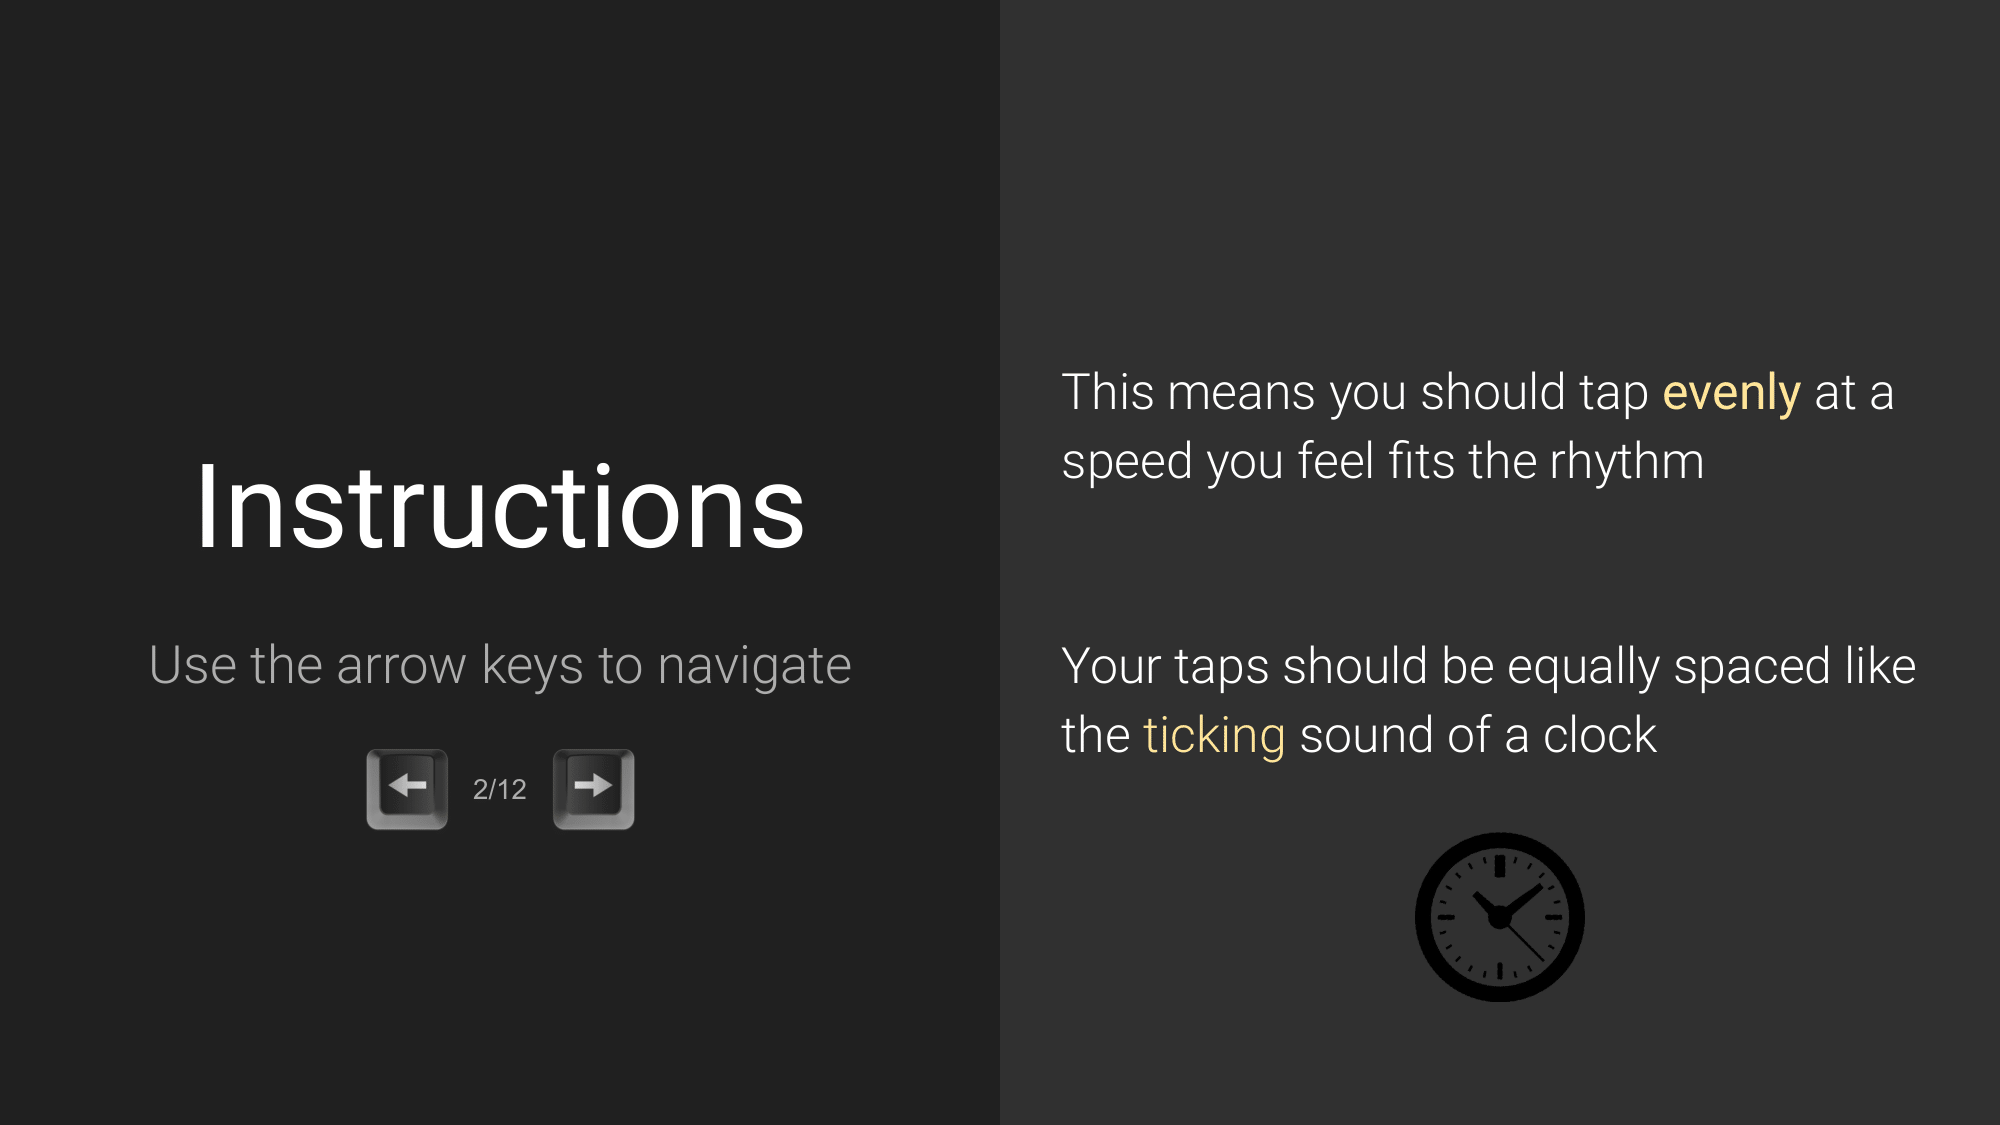 Instructions
Use the arrow keys to navigate
2/12
This means you should tap evenly at a
speed you feel fits the rhythm
Your taps should be equally spaced like
the ticking sound of a clock